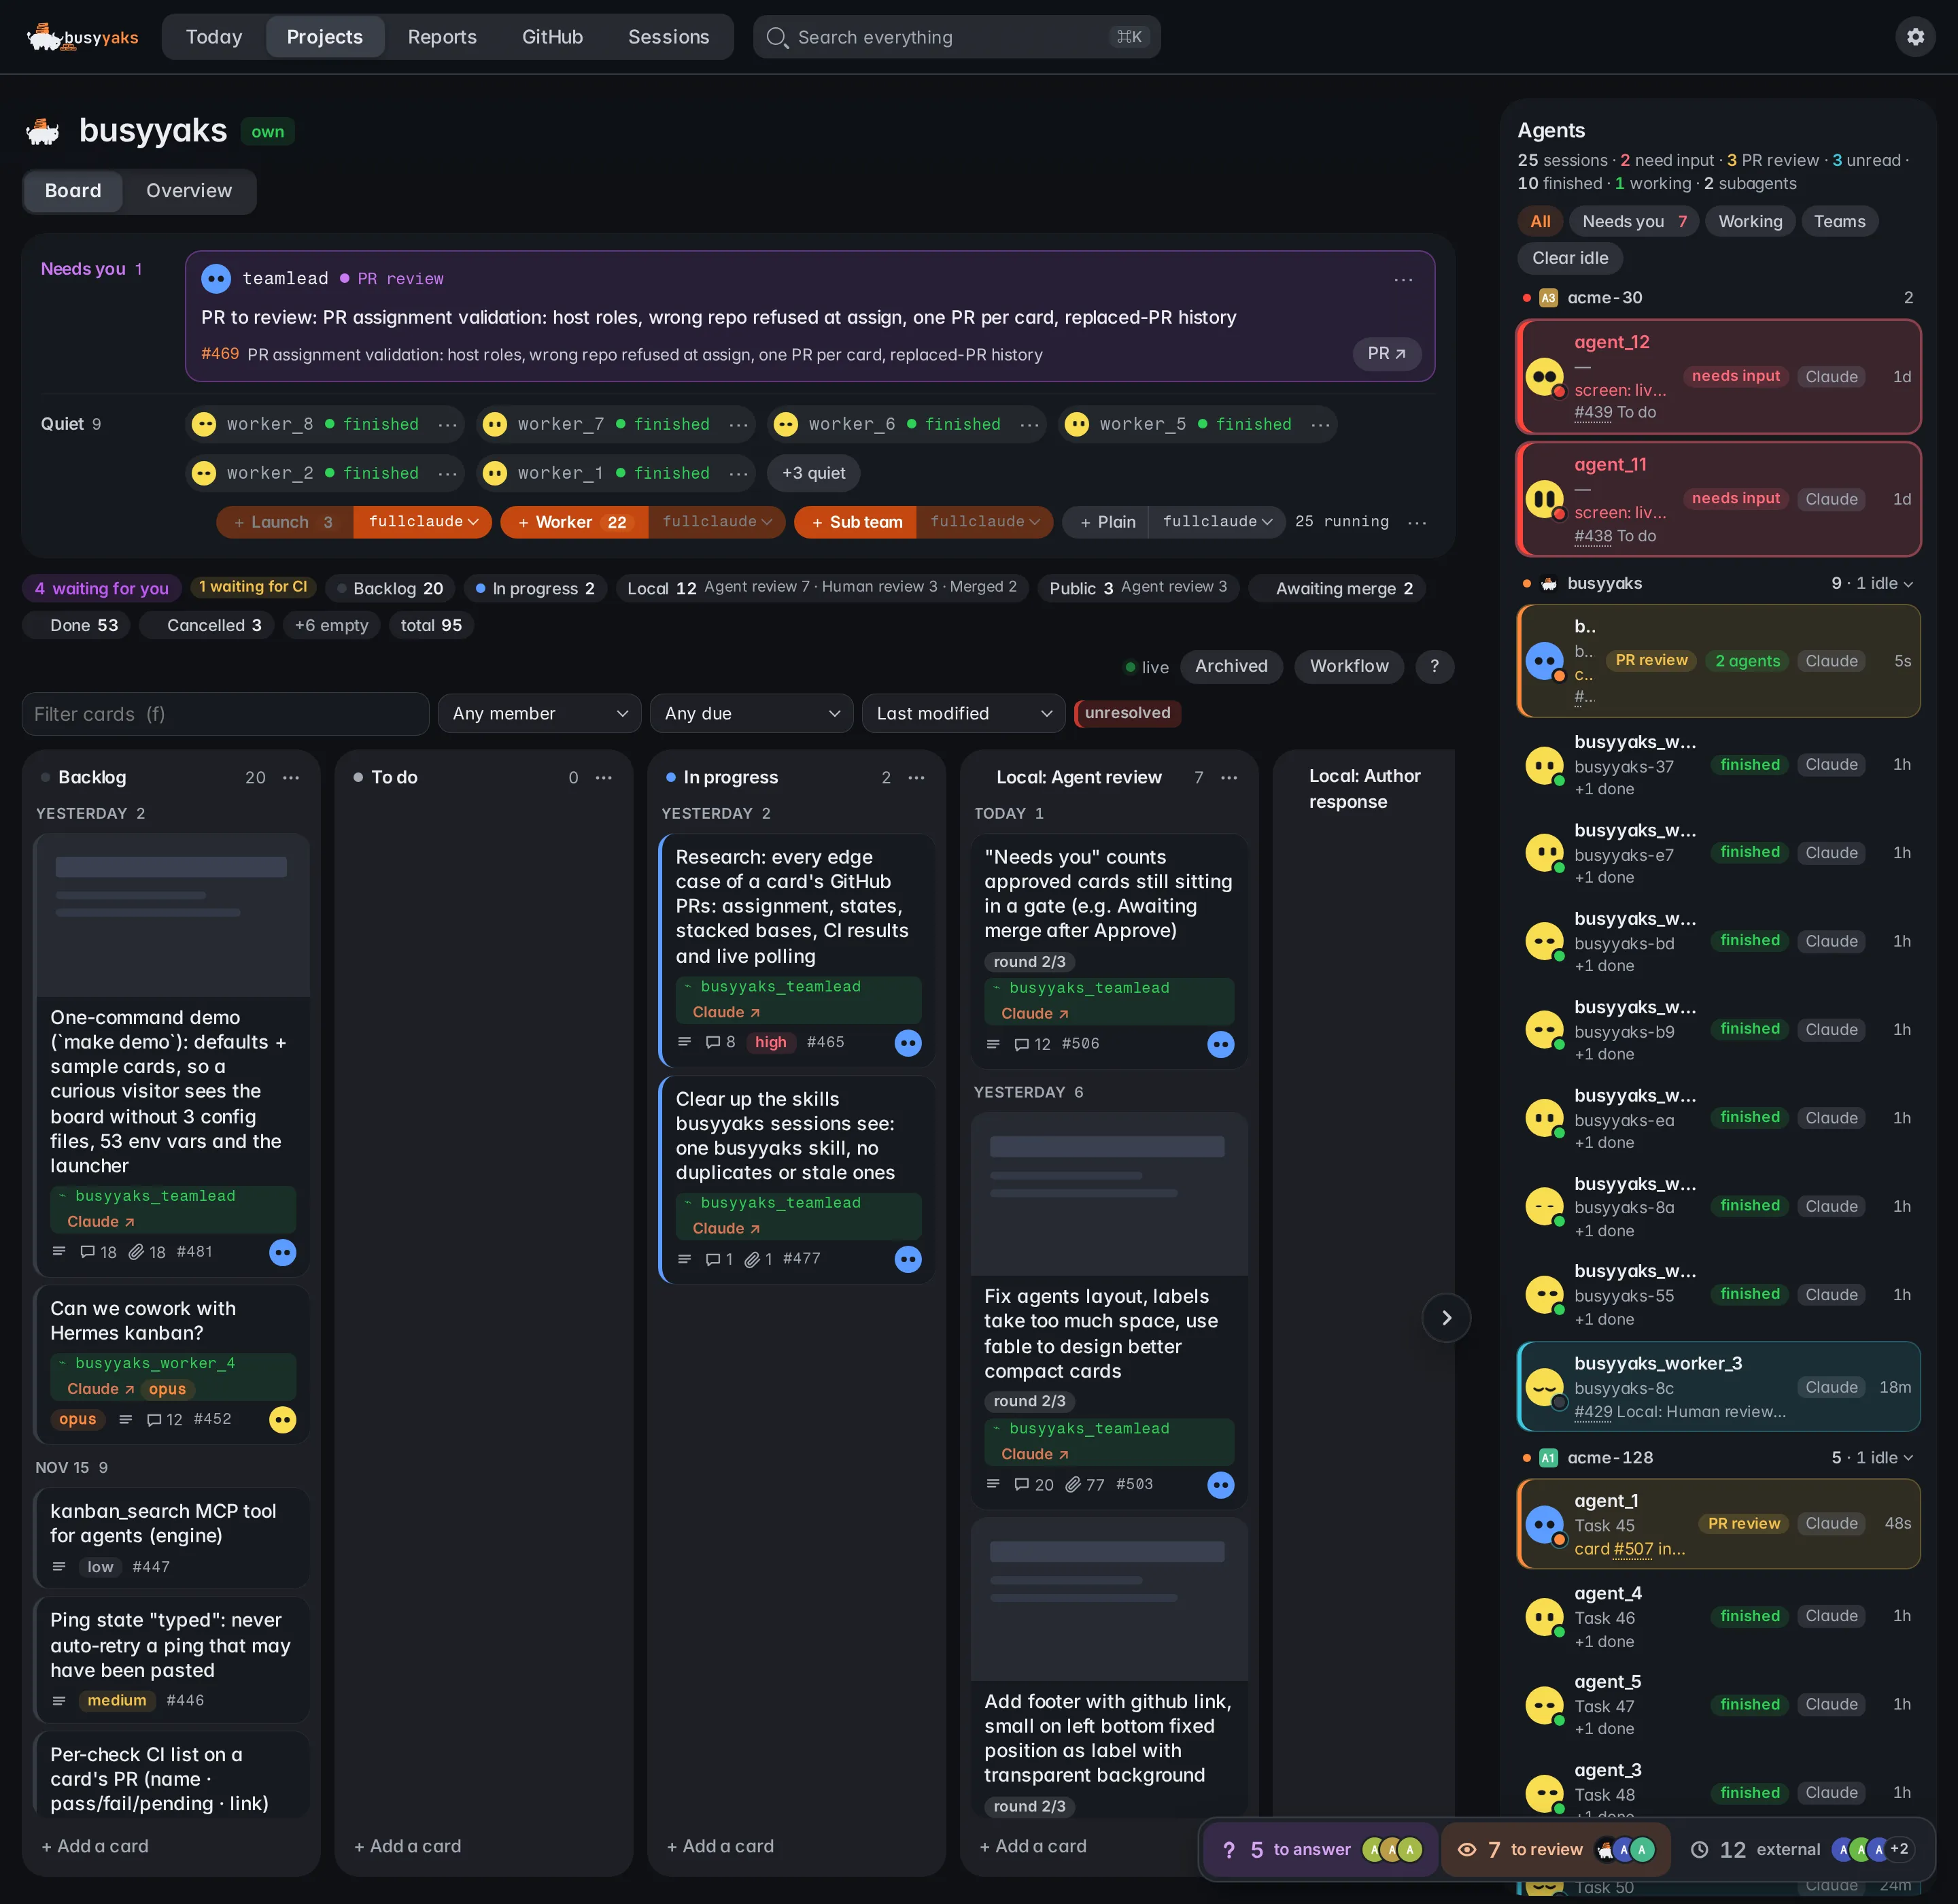 busyyaks
Today Projects Reports GitHub Sessions
Search everything ⌘K
busyyaks own
Board Overview
Needs you 1
teamlead PR review ...
PR to review: PR assignment validation: host roles, wrong repo refused at assign, one PR per card, replaced-PR history
#469 PR assignment validation: host roles, wrong repo refused at assign, one PR per card, replaced-PR history
PR ↗
Quiet 9
worker_8 finished ... worker_7 finished ... worker_6 finished ... worker_5 finished ...
worker_2 finished ... worker_1 finished ... +3 quiet
+ Launch 3 fullclaude + Worker 22 fullclaude + Sub team fullclaude + Plain fullclaude 25 running ...
4 waiting for you 1 waiting for CI Backlog 20 In progress 2 Local 12 Agent review 7 · Human review 3 · Merged 2 Public 3 Agent review 3 Awaiting merge 2
Done 53 Cancelled 3 +6 empty total 95
live Archived Workflow ?
Filter cards (f) Any member Any due Last modified unresolved
Backlog 20 ...
YESTERDAY 2
One-command demo
(`make demo`): defaults +
sample cards, so a
curious visitor sees the
board without 3 config
files, 53 env vars and the
launcher
~ busyyaks_teamlead
Claude ↗
18 18 #481
Can we cowork with
Hermes kanban?
~ busyyaks_worker_4
Claude ↗ opus
opus 12 #452
NOV 15 9
kanban_search MCP tool
for agents (engine)
low #447
Ping state "typed": never
auto-retry a ping that may
have been pasted
medium #446
Per-check CI list on a
card's PR (name ·
pass/fail/pending · link)
+ Add a card
To do 0 ...
+ Add a card
In progress 2 ...
YESTERDAY 2
Research: every edge
case of a card's GitHub
PRs: assignment, states,
stacked bases, CI results
and live polling
~ busyyaks_teamlead
Claude ↗
8 high #465
Clear up the skills
busyyaks sessions see:
one busyyaks skill, no
duplicates or stale ones
~ busyyaks_teamlead
Claude ↗
1 1 #477
+ Add a card
Local: Agent review 7 ...
TODAY 1
"Needs you" counts
approved cards still sitting
in a gate (e.g. Awaiting
merge after Approve)
round 2/3
~ busyyaks_teamlead
Claude ↗
12 #506
YESTERDAY 6
Fix agents layout, labels
take too much space, use
fable to design better
compact cards
round 2/3
~ busyyaks_teamlead
Claude ↗
20 77 #503
Add footer with github link,
small on left bottom fixed
position as label with
transparent background
round 2/3
+ Add a card
Local: Author
response
Agents
25 sessions · 2 need input · 3 PR review · 3 unread ·
10 finished · 1 working · 2 subagents
All Needs you 7 Working Teams
Clear idle
A3 acme-30 2
agent_12
—
screen: liv... needs input Claude 1d
#439 To do
agent_11
—
screen: liv... needs input Claude 1d
#438 To do
busyyaks 9 · 1 idle
b..
b.. PR review 2 agents Claude 5s
c..
#..
busyyaks_w...
busyyaks-37 finished Claude 1h
+1 done
busyyaks_w...
busyyaks-e7 finished Claude 1h
+1 done
busyyaks_w...
busyyaks-bd finished Claude 1h
+1 done
busyyaks_w...
busyyaks-b9 finished Claude 1h
+1 done
busyyaks_w...
busyyaks-ea finished Claude 1h
+1 done
busyyaks_w...
busyyaks-8a finished Claude 1h
+1 done
busyyaks_w...
busyyaks-55 finished Claude 1h
+1 done
busyyaks_worker_3
busyyaks-8c Claude 18m
#429 Local: Human review...
A1 acme-128 5 · 1 idle
agent_1
Task 45 PR review Claude 48s
card #507 in...
agent_4
Task 46 finished Claude 1h
+1 done
agent_5
Task 47 finished Claude 1h
+1 done
agent_3
Task 48 finished Claude 1h
+1 done
? 5 to answer A A A 7 to review A A 12 external A A A +2
Task 50 Claude 24m